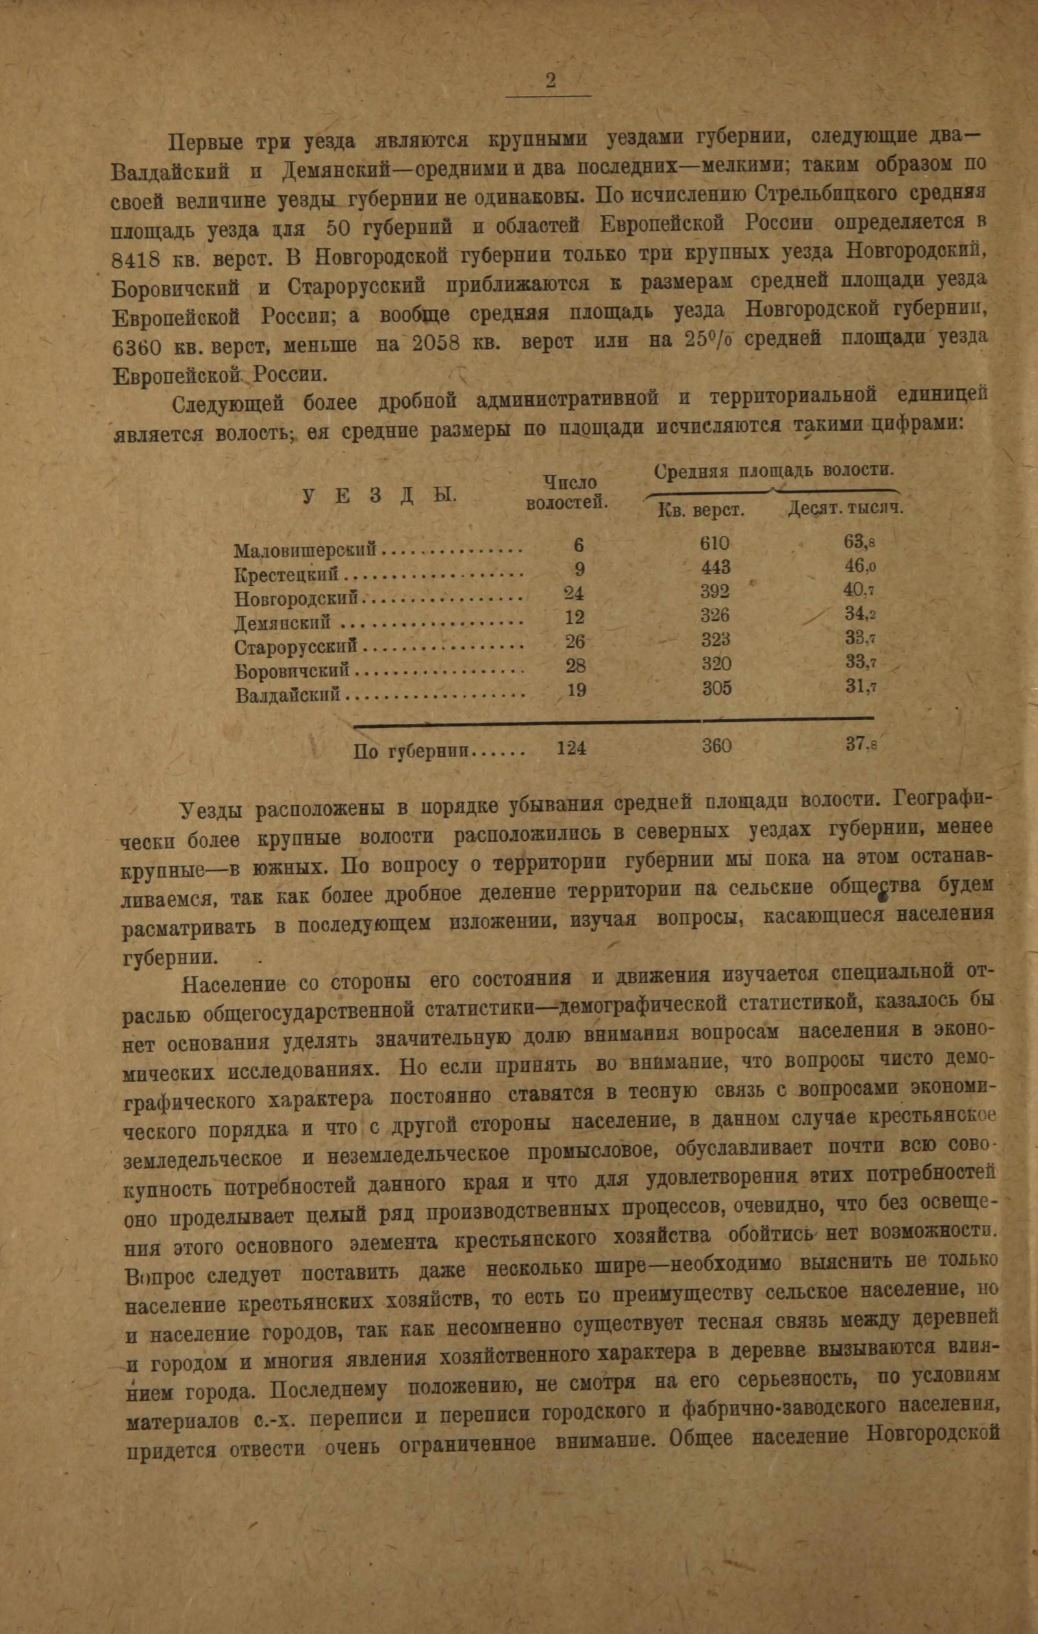 2
Первые три уезда являются крупными уездами губернии, следующие два—
Валдайский и Демянский—средними и два последних—мелкими; таким образом по
своей величине уезды губернии не одинаковы. По исчислению Стрельбицкого средняя
площадь уезда для 50 губерний и областей Европейской России определяется в
8418 кв. верст. В Новгородской губернии только три крупных уезда Новгородский,
Боровичский и Старорусский приближаются к размерам средней площади уезда
Европейской России; а вообще средняя площадь уезда Новгородской губернии,
6360 кв. верст, меньше на 2058 кв. верст или на 25% средней площади уезда
Европейской России.
Следующей более дробной административной и территориальной единицей
является волость; ея средние размеры по площади исчисляются такими цифрами:
УЕЗДЫ. Число волостей. Средняя площадь волости.
Кв. верст. Десят. тысяч.
Маловишерский............... 6 610 63,8
Крестецкий................... 9 443 46,0
Новгородский................. 24 392 40,7
Демянский ................... 12 326 34,2
Старорусский................. 26 323 33,7
Боровичский.................. 28 320 33,7
Валдайский................... 19 305 31,7
По губернии...... 124 360 37,8
Уезды расположены в порядке убывания средней площади волости. Географи-
чески более крупные волости расположились в северных уездах губернии, менее
крупные—в южных. По вопросу о территории губернии мы пока на этом останав-
ливаемся, так как более дробное деление территории на сельские общества будем
расматривать в последующем изложении, изучая вопросы, касающиеся населения
губернии.
Население со стороны его состояния и движения изучается специальной от-
раслью общегосударственной статистики—демографической статистикой, казалось бы
нет основания уделять значительную долю внимания вопросам населения в эконо-
мических исследованиях. Но если принять во внимание, что вопросы чисто демо-
графического характера постоянно ставятся в тесную связь с вопросами экономи-
ческого порядка и что с другой стороны население, в данном случае крестьянское
земледельческое и неземледельческое промысловое, обуславливает почти всю сово-
купность потребностей данного края и что для удовлетворения этих потребностей
оно проделывает целый ряд производственных процессов, очевидно, что без освеще-
ния этого основного элемента крестьянского хозяйства обойтись нет возможности.
Вопрос следует поставить даже несколько шире—необходимо выяснить не только
население крестьянских хозяйств, то есть по преимуществу сельское население, но
и население городов, так как несомненно существует тесная связь между деревней
и городом и многия явления хозяйственного характера в деревне вызываются влия-
нием города. Последнему положению, не смотря на его серьезность, по условиям
материалов с.-х. переписи и переписи городского и фабрично-заводского населения,
придется отвести очень ограниченное внимание. Общее население Новгородской